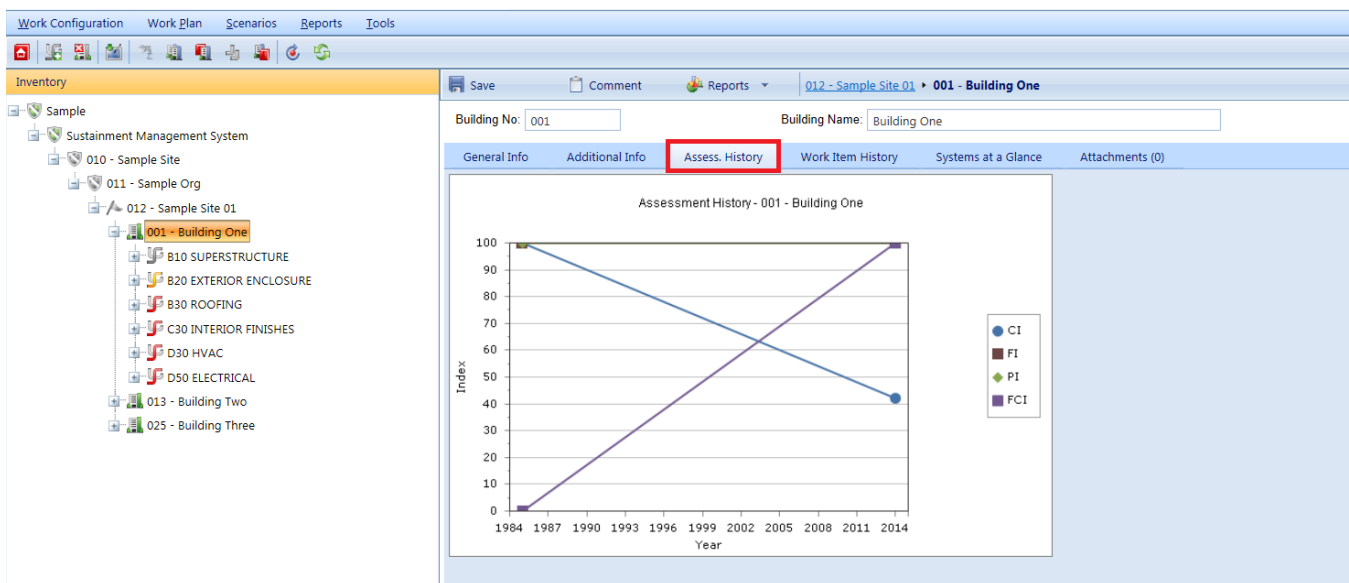 Work Configuration Work Plan Scenarios Reports Tools
Inventory
Sample
Sustainment Management System
010 - Sample Site
011 - Sample Org
012 - Sample Site 01
001 - Building One
B10 SUPERSTRUCTURE
B20 EXTERIOR ENCLOSURE
B30 ROOFING
C30 INTERIOR FINISHES
D30 HVAC
D50 ELECTRICAL
013 - Building Two
025 - Building Three
Save Comment Reports 012 - Sample Site 01 001 - Building One
Building No: 001 Building Name: Building One
General Info Additional Info Assess. History Work Item History Systems at a Glance Attachments (0)
Assessment History - 001 - Building One
100
90
80
70
60
50
40
30
20
10
0
Index
1984 1987 1990 1993 1996 1999 2002 2005 2008 2011 2014
Year
CI
FI
PI
FCI